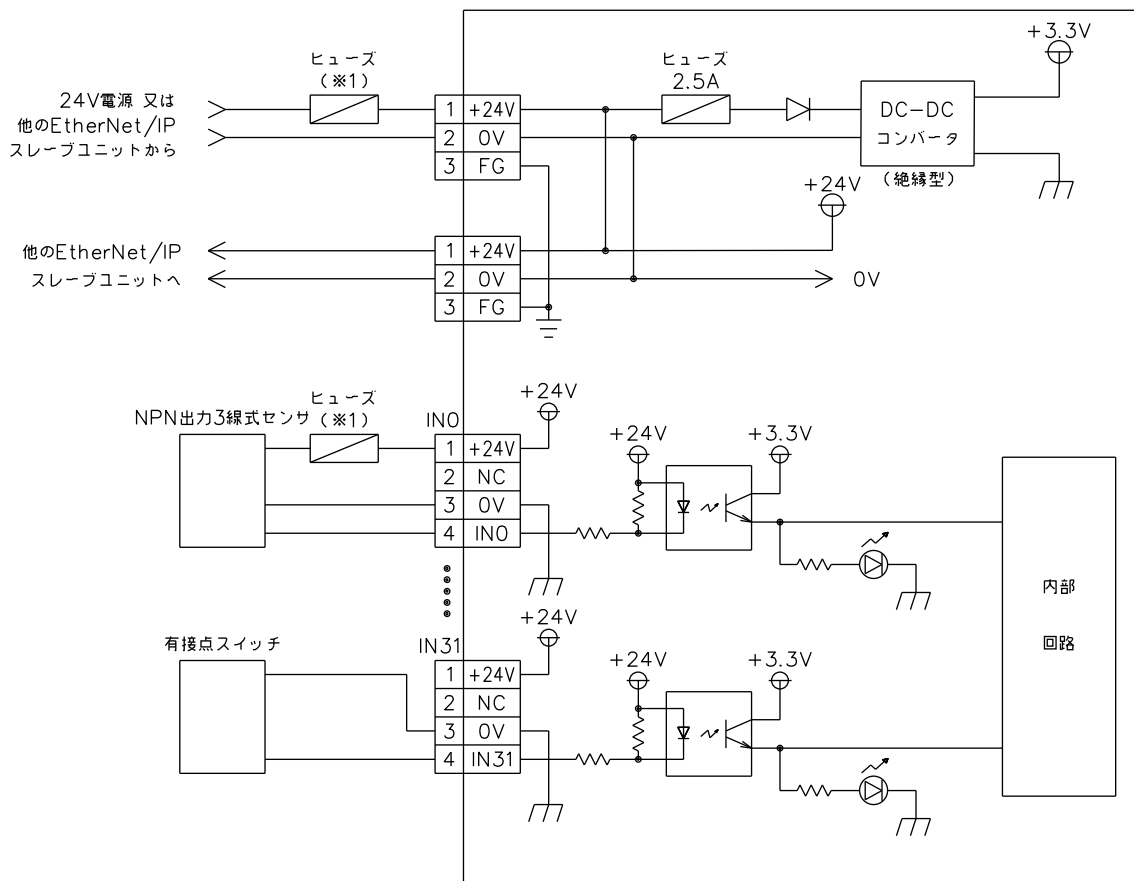 +3.3V
ヒューズ
(※1)
ヒューズ
2.5A
24V電源 又は
他のEtherNet/IP
スレーブユニットから
1 +24V
2 0V
3 FG
DC-DC
コンバータ
(絶縁型)
+24V
他のEtherNet/IP
スレーブユニットへ
1 +24V
2 0V
3 FG
0V
ヒューズ
(※1)
NPN出力3線式センサ
IN0
+24V
1 +24V
2 NC
3 0V
4 IN0
+24V
+3.3V
内部
回路
有接点スイッチ
IN31
+24V
1 +24V
2 NC
3 0V
4 IN31
+24V
+3.3V